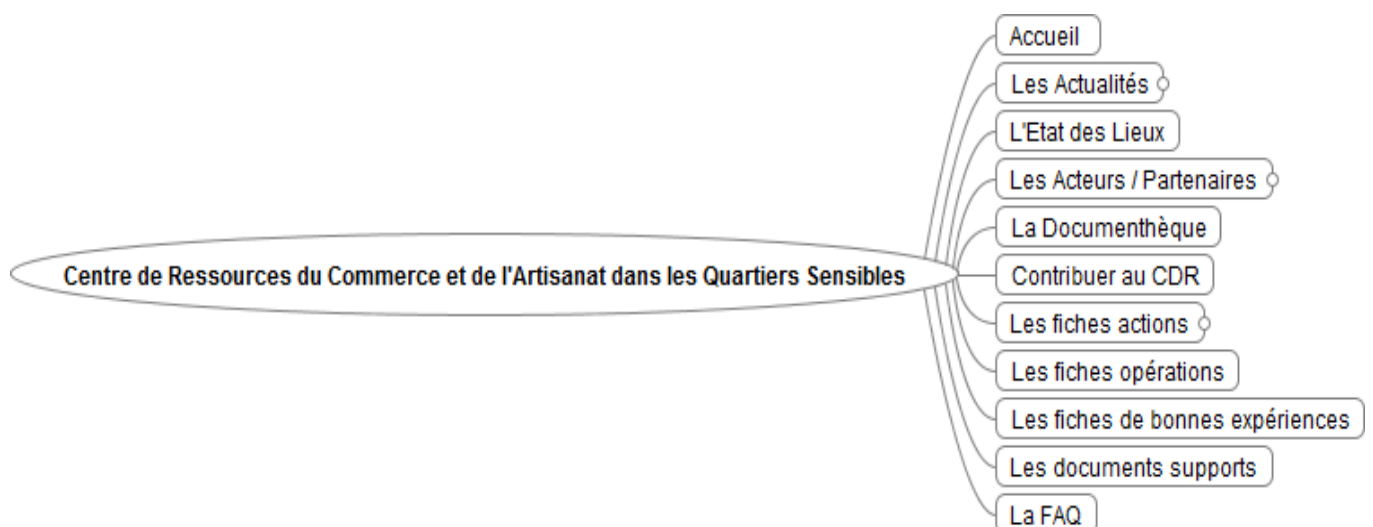 Accueil
Les Actualités
L'Etat des Lieux
Les Acteurs / Partenaires
La Documenthèque
Centre de Ressources du Commerce et de l'Artisanat dans les Quartiers Sensibles
Contribuer au CDR
Les fiches actions
Les fiches opérations
Les fiches de bonnes expériences
Les documents supports
La FAQ